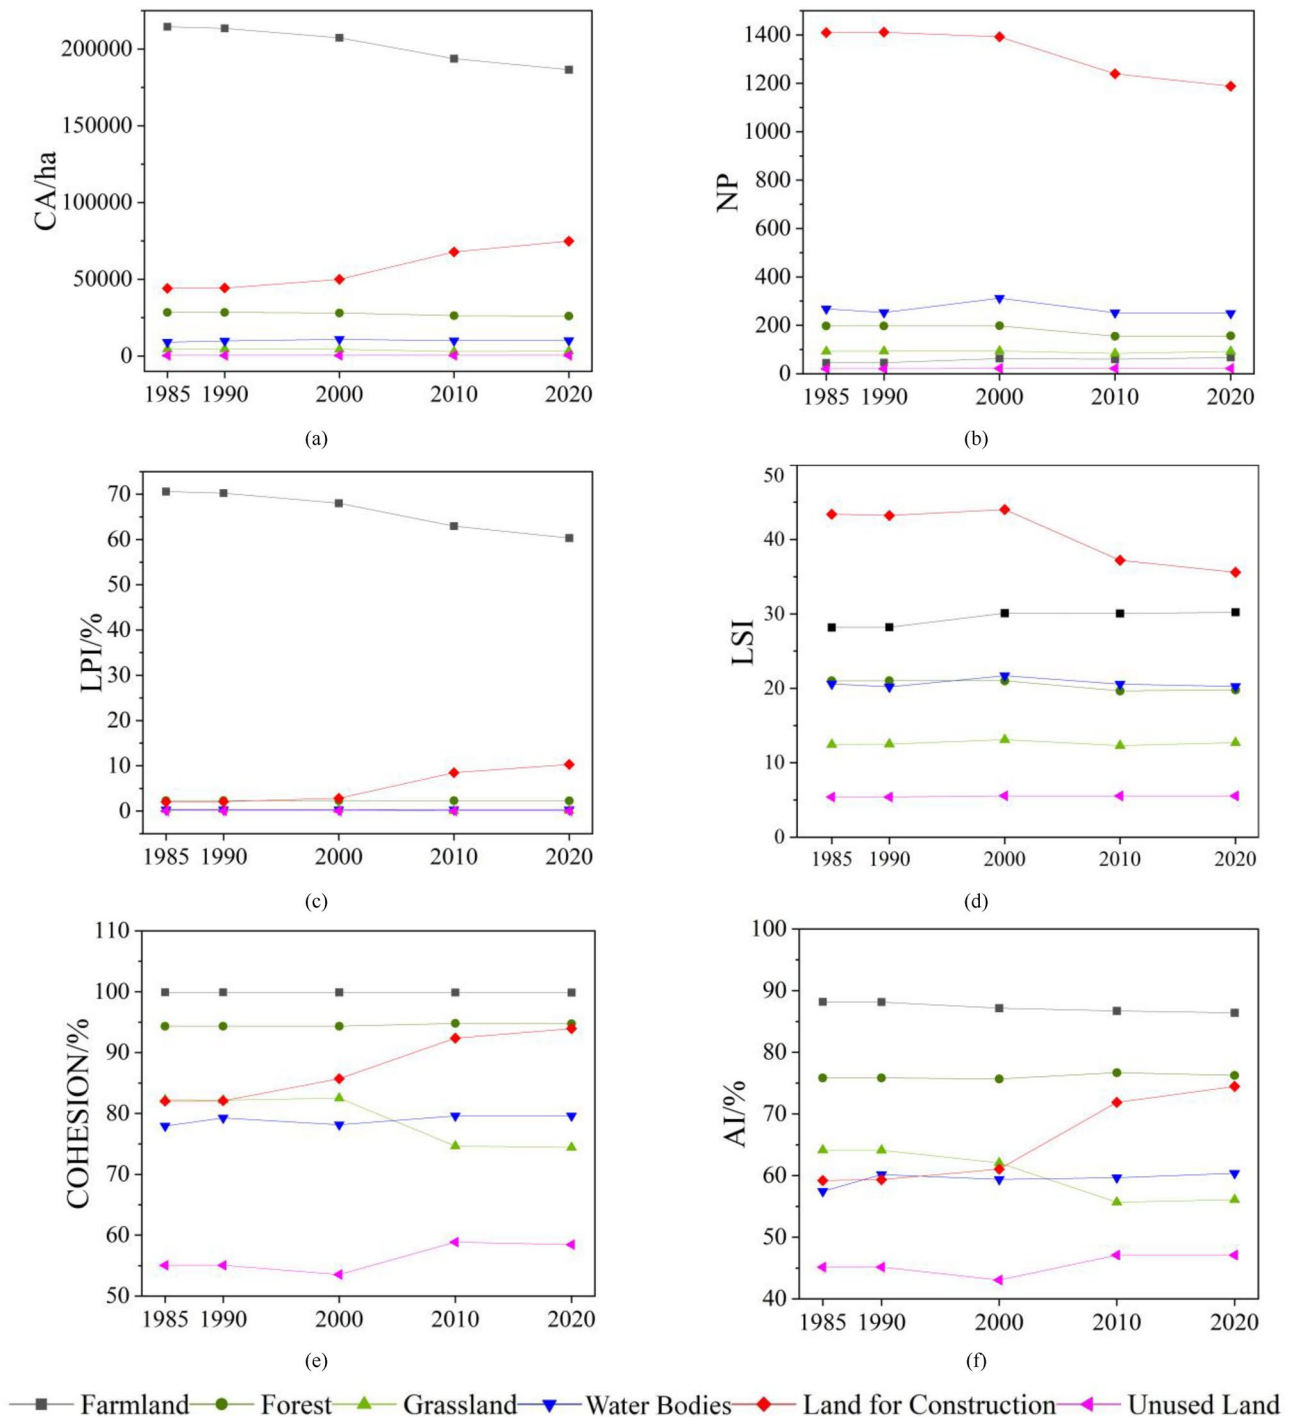 CA/ha
200000
150000
100000
50000
0
1985 1990 2000 2010 2020
(a)
NP
1400
1200
1000
800
600
400
200
0
1985 1990 2000 2010 2020
(b)
LPI/%
70
60
50
40
30
20
10
0
1985 1990 2000 2010 2020
(c)
LSI
50
40
30
20
10
0
1985 1990 2000 2010 2020
(d)
COHESION/%
110
100
90
80
70
60
50
1985 1990 2000 2010 2020
(e)
AI/%
100
90
80
70
60
50
40
1985 1990 2000 2010 2020
(f)
Farmland Forest Grassland Water Bodies Land for Construction Unused Land